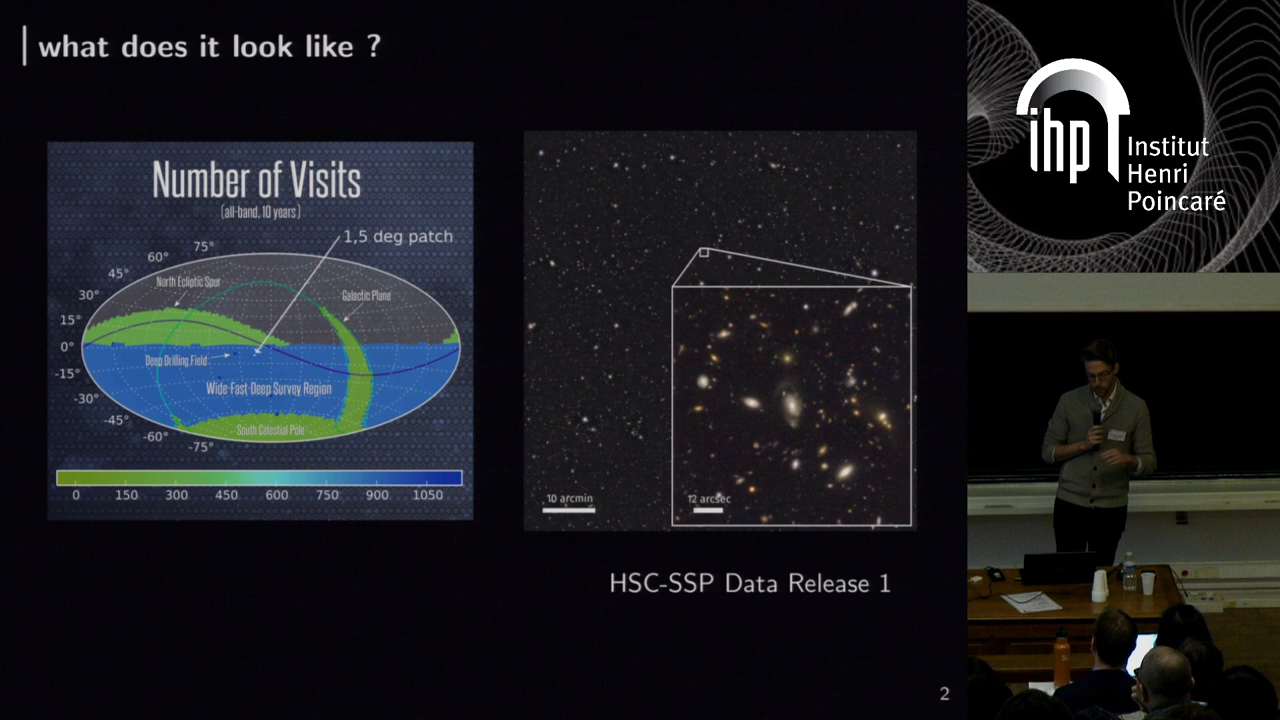 what does it look like ?
Number of Visits
(all-band, 10 years)
1,5 deg patch
75°
60°
45°
30°
15°
0°
-15°
-30°
-45°
-60°
-75°
North Ecliptic Spur
Galactic Plane
Deep Drilling Field
Wide-Fast-Deep Survey Region
South Celestial Pole
0 150 300 450 600 750 900 1050
10 arcmin
12 arcsec
HSC-SSP Data Release 1
2
ihp
Institut
Henri
Poincaré